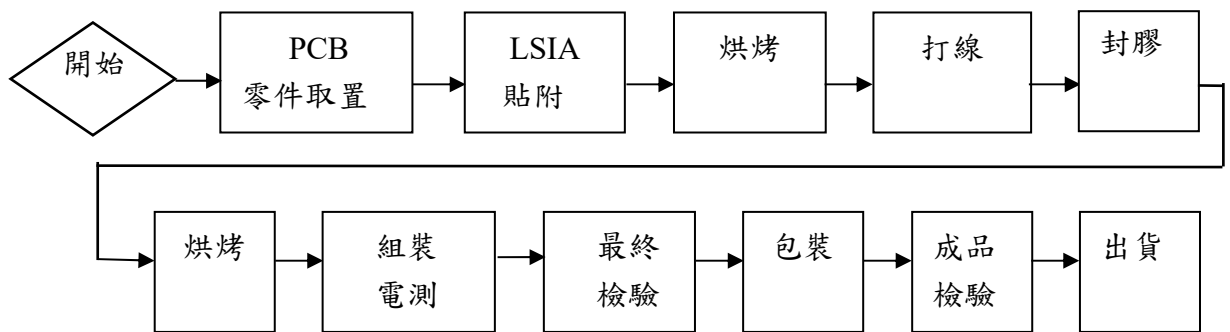 開始
PCB
零件取置
LSIA
貼附
烘烤
打線
封膠
烘烤
組裝
電測
最終
檢驗
包裝
成品
檢驗
出貨